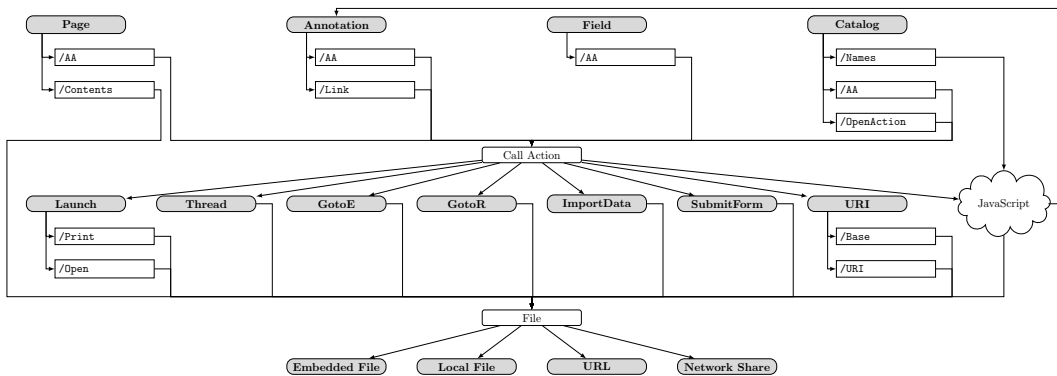 Page Annotation Field Catalog
/AA /AA /AA /Names
/Contents /Link /AA
/OpenAction
Call Action
Launch Thread GotoE GotoR ImportData SubmitForm URI JavaScript
/Print /Base
/Open /URI
File
Embedded File Local File URL Network Share